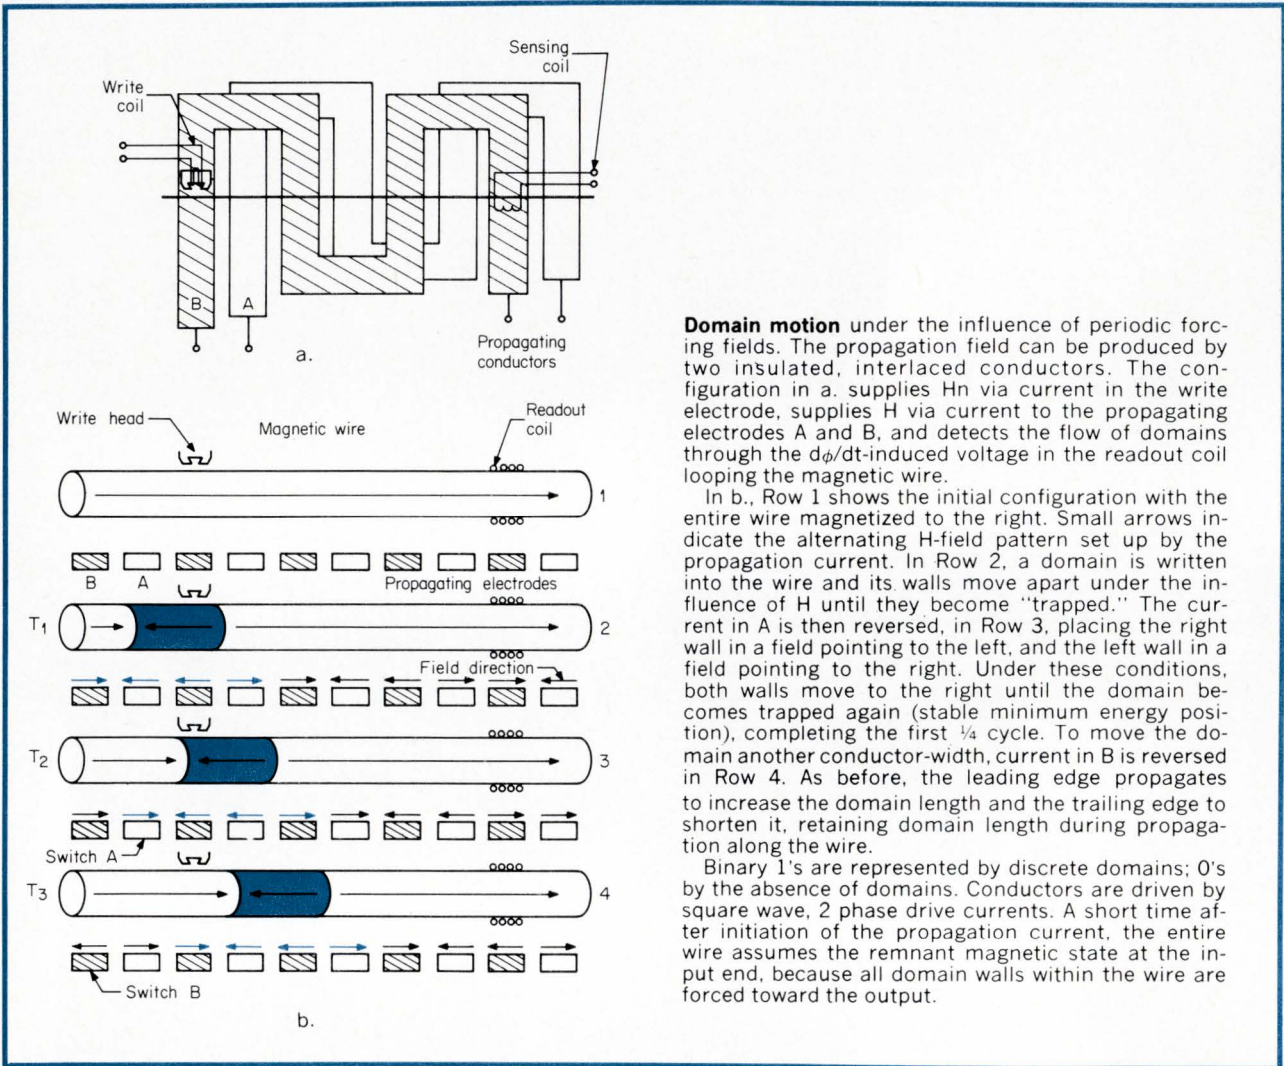 Sensing
coil
Write
coil
B
A
a.
Propagating
conductors
Write head
Magnetic wire
Readout
coil
1
B
A
Propagating electrodes
T1
2
Field direction
T2
3
Switch A
T3
4
Switch B
b.
Domain motion under the influence of periodic forc-
ing fields. The propagation field can be produced by
two insulated, interlaced conductors. The con-
figuration in a. supplies Hn via current in the write
electrode, supplies H via current to the propagating
electrodes A and B, and detects the flow of domains
through the dϕ/dt-induced voltage in the readout coil
looping the magnetic wire.
In b., Row 1 shows the initial configuration with the
entire wire magnetized to the right. Small arrows in-
dicate the alternating H-field pattern set up by the
propagation current. In Row 2, a domain is written
into the wire and its walls move apart under the in-
fluence of H until they become "trapped." The cur-
rent in A is then reversed, in Row 3, placing the right
wall in a field pointing to the left, and the left wall in a
field pointing to the right. Under these conditions,
both walls move to the right until the domain be-
comes trapped again (stable minimum energy posi-
tion), completing the first ¼ cycle. To move the do-
main another conductor-width, current in B is reversed
in Row 4. As before, the leading edge propagates
to increase the domain length and the trailing edge to
shorten it, retaining domain length during propaga-
tion along the wire.
Binary 1's are represented by discrete domains; 0's
by the absence of domains. Conductors are driven by
square wave, 2 phase drive currents. A short time af-
ter initiation of the propagation current, the entire
wire assumes the remnant magnetic state at the in-
put end, because all domain walls within the wire are
forced toward the output.